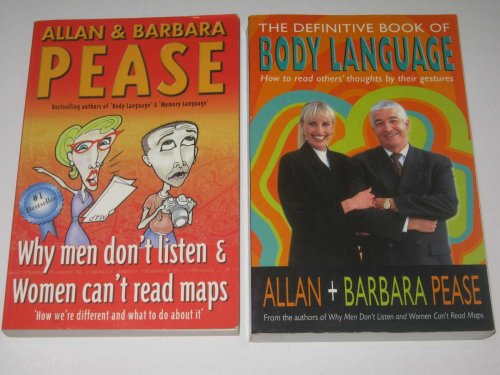 ALLAN & BARBARA
PEASE
Bestselling authors of 'Body Language' & 'Memory Language'
#1
Bestseller
Why men don't listen &
Women can't read maps
'How we're different and what to do about it'
THE DEFINITIVE BOOK OF
BODY LANGUAGE
How to read others' thoughts by their gestures
ALLAN + BARBARA PEASE
From the authors of Why Men Don't Listen and Women Can't Read Maps